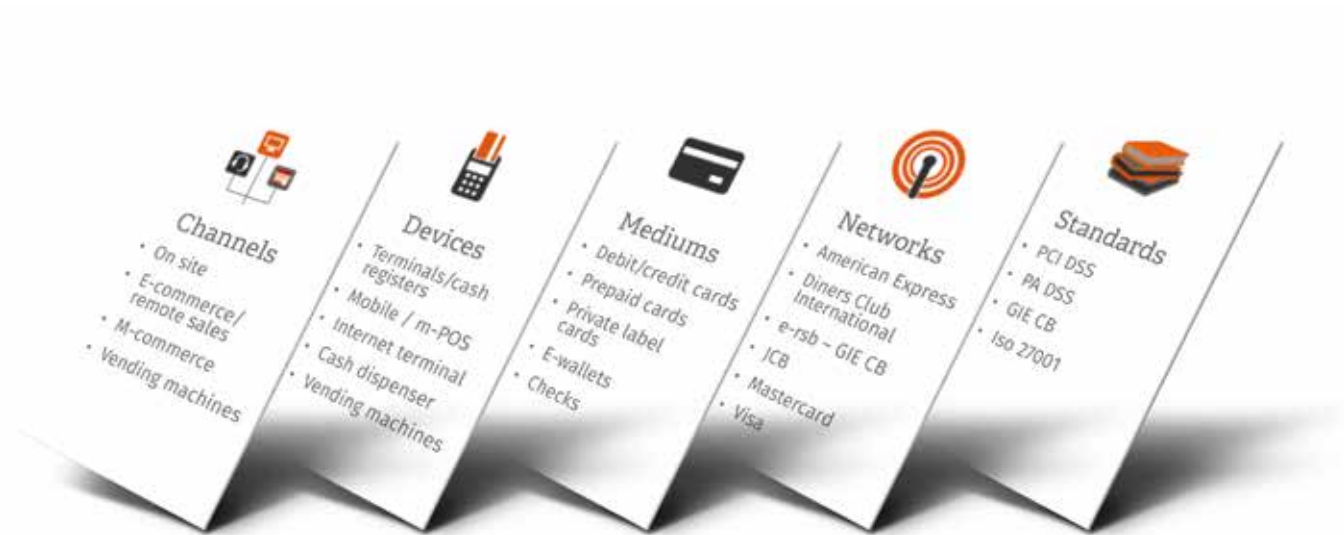 Channels
• On site
• E-commerce/
remote sales
• M-commerce
• Vending machines
Devices
• Terminals/cash
registers
• Mobile / m-POS
• Internet terminal
• Cash dispenser
• Vending machines
Mediums
• Debit/credit cards
• Prepaid cards
• Private label
cards
• E-wallets
• Checks
Networks
• American Express
• Diners Club
International
• e-rsb – GIE CB
• JCB
• Mastercard
• Visa
Standards
• PCI DSS
• PA DSS
• GIE CB
• Iso 27001